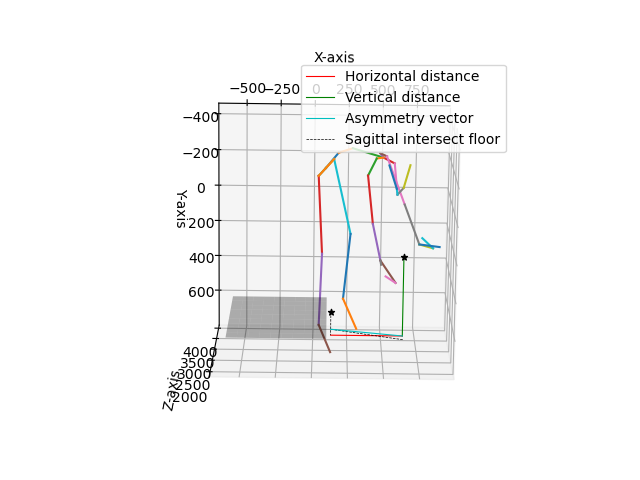 X-axis
Horizontal distance
Vertical distance
Asymmetry vector
Sagittal intersect floor
−500 −250 0 250 500 750
−400
−200
0
200
400
600
Y-axis
4000
3500
3000
2500
2000
Z-axis